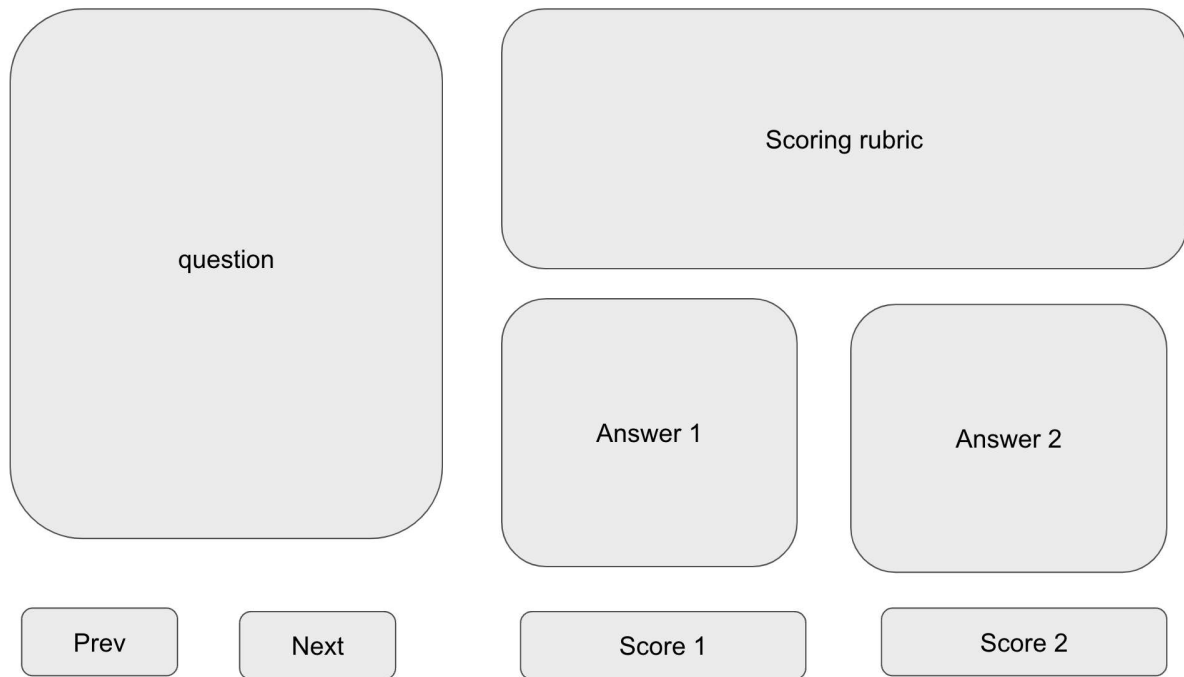 question
Scoring rubric
Answer 1
Answer 2
Prev
Next
Score 1
Score 2